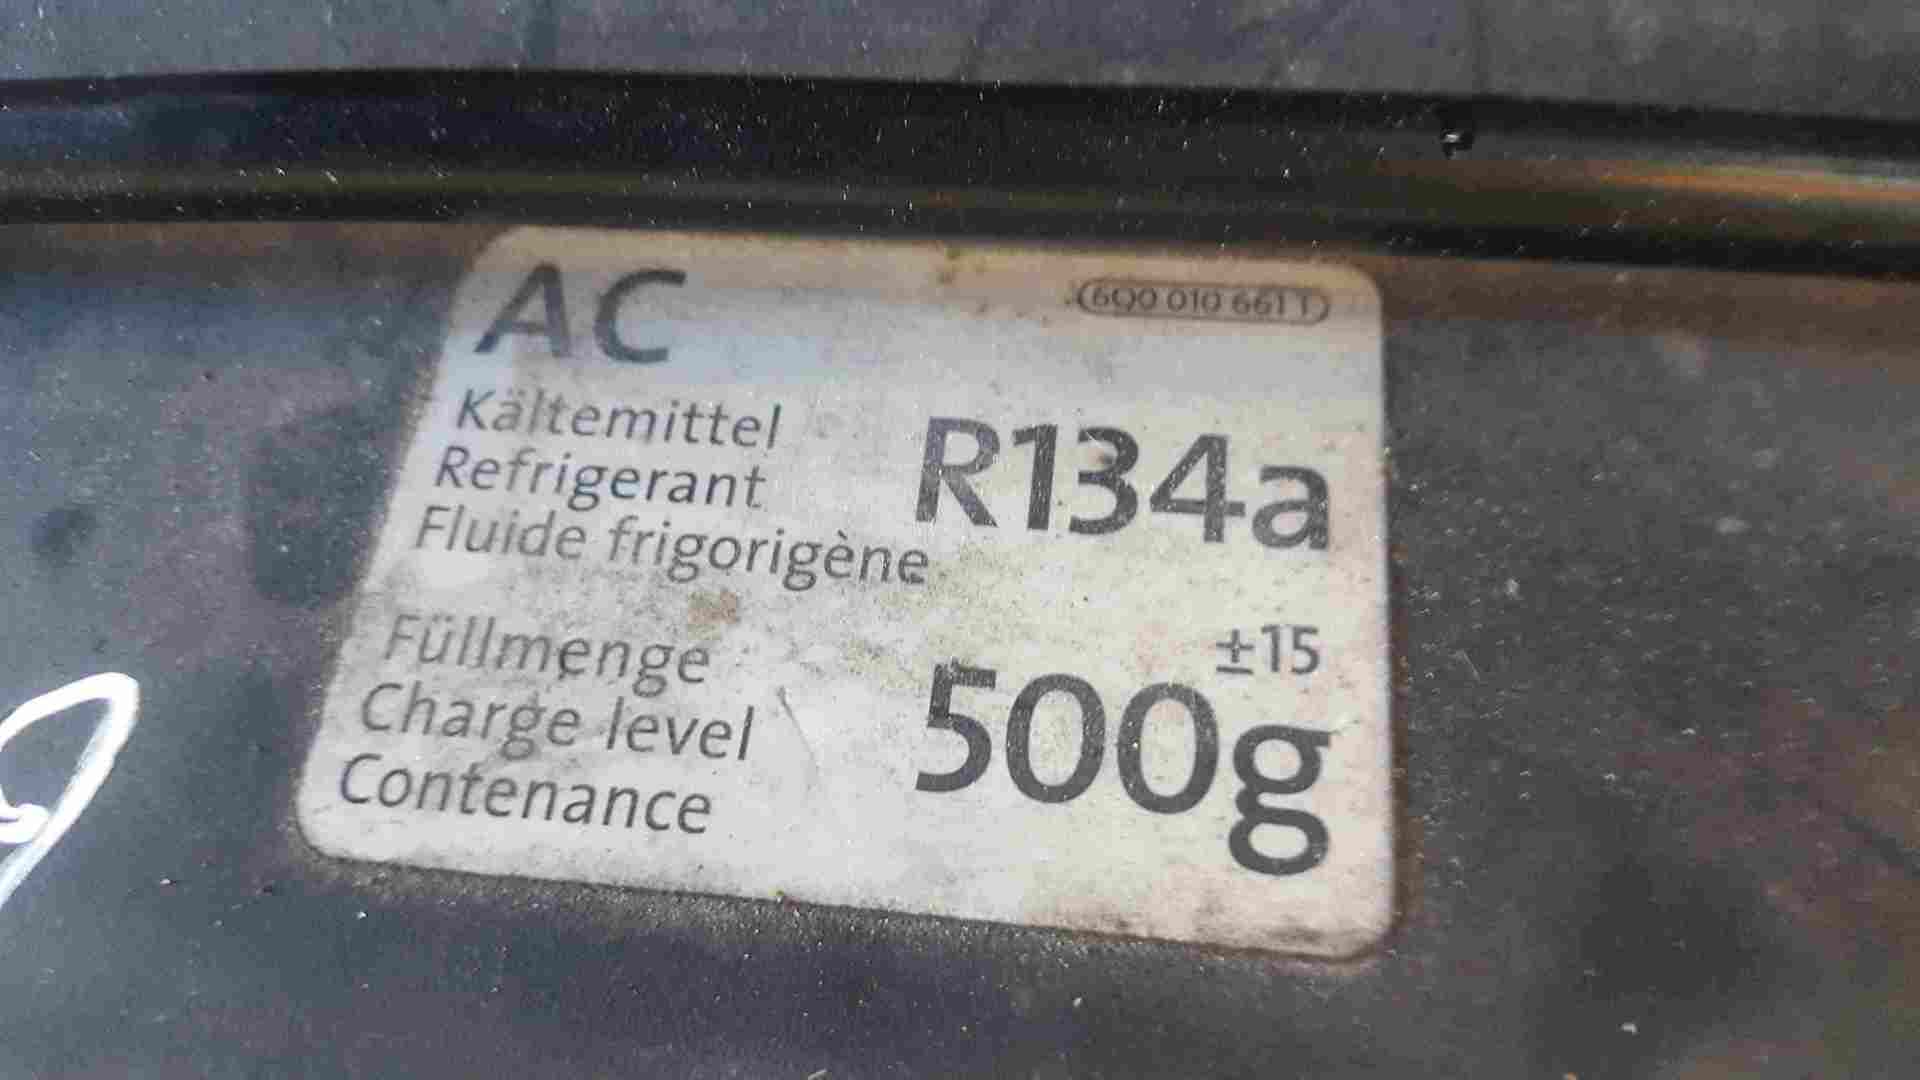 AC
6Q0 010 661
Kältemittel
Refrigerant
Fluide frigorigène
R134a
Füllmenge
Charge level
Contenance
±15
500g